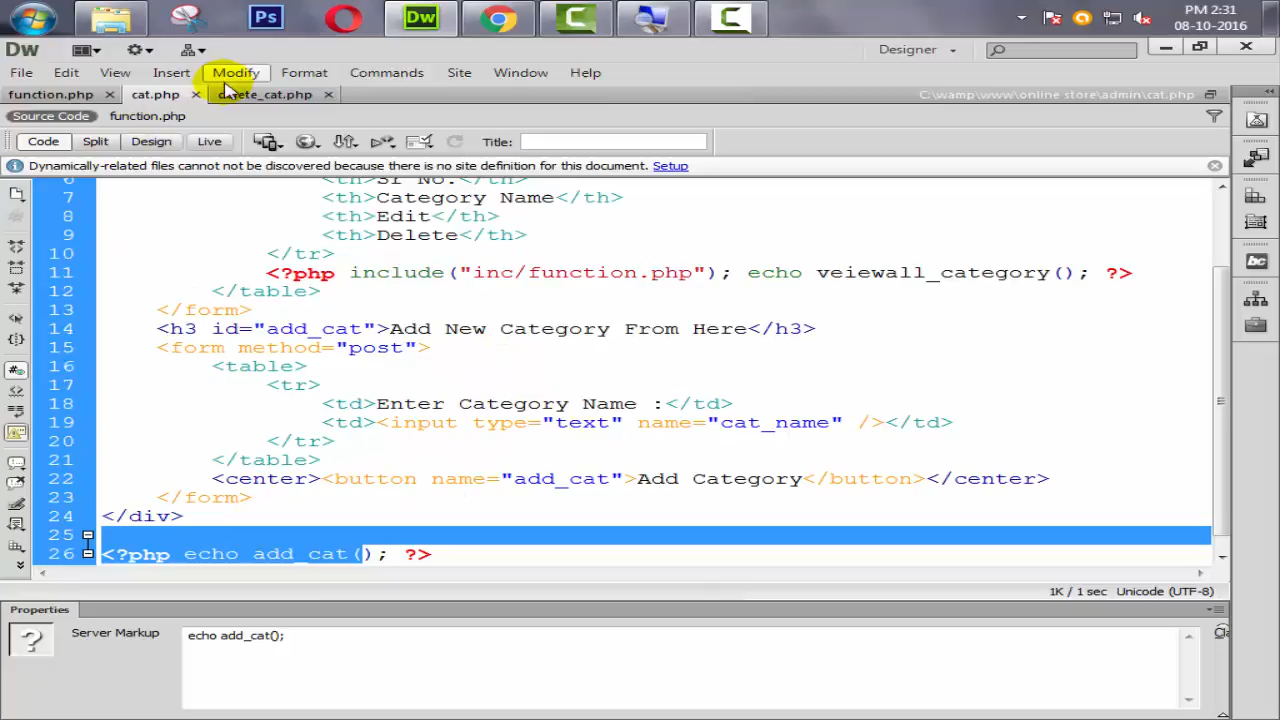 PM 2:31
08-10-2016
Ps
Dw
Dw
Designer
File Edit View Insert Modify Format Commands Site Window Help
function.php × cat.php × delete_cat.php ×
C:\wamp\www\online store\admin\cat.php
Source Code function.php
Code Split Design Live Title:
Dynamically-related files cannot not be discovered because there is no site definition for this document. Setup
6 <th>Sr No.</th>
7 <th>Category Name</th>
8 <th>Edit</th>
9 <th>Delete</th>
10 </tr>
11 <?php include("inc/function.php"); echo veiewall_category(); ?>
12 </table>
13 </form>
14 <h3 id="add_cat">Add New Category From Here</h3>
15 <form method="post">
16 <table>
17 <tr>
18 <td>Enter Category Name :</td>
19 <td><input type="text" name="cat_name" /></td>
20 </tr>
21 </table>
22 <center><button name="add_cat">Add Category</button></center>
23 </form>
24 </div>
25
26 <?php echo add_cat(); ?>
1K / 1 sec Unicode (UTF-8)
Properties
Server Markup echo add_cat();